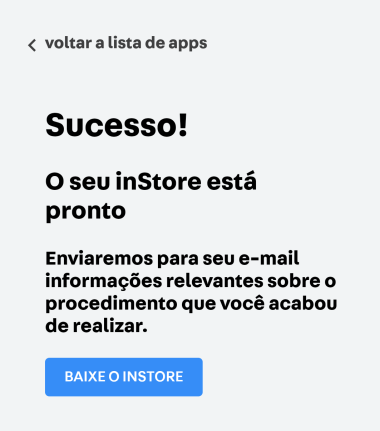 voltar a lista de apps
Sucesso!
O seu inStore está
pronto
Enviaremos para seu e-mail
informações relevantes sobre o
procedimento que você acabou
de realizar.
BAIXE O INSTORE